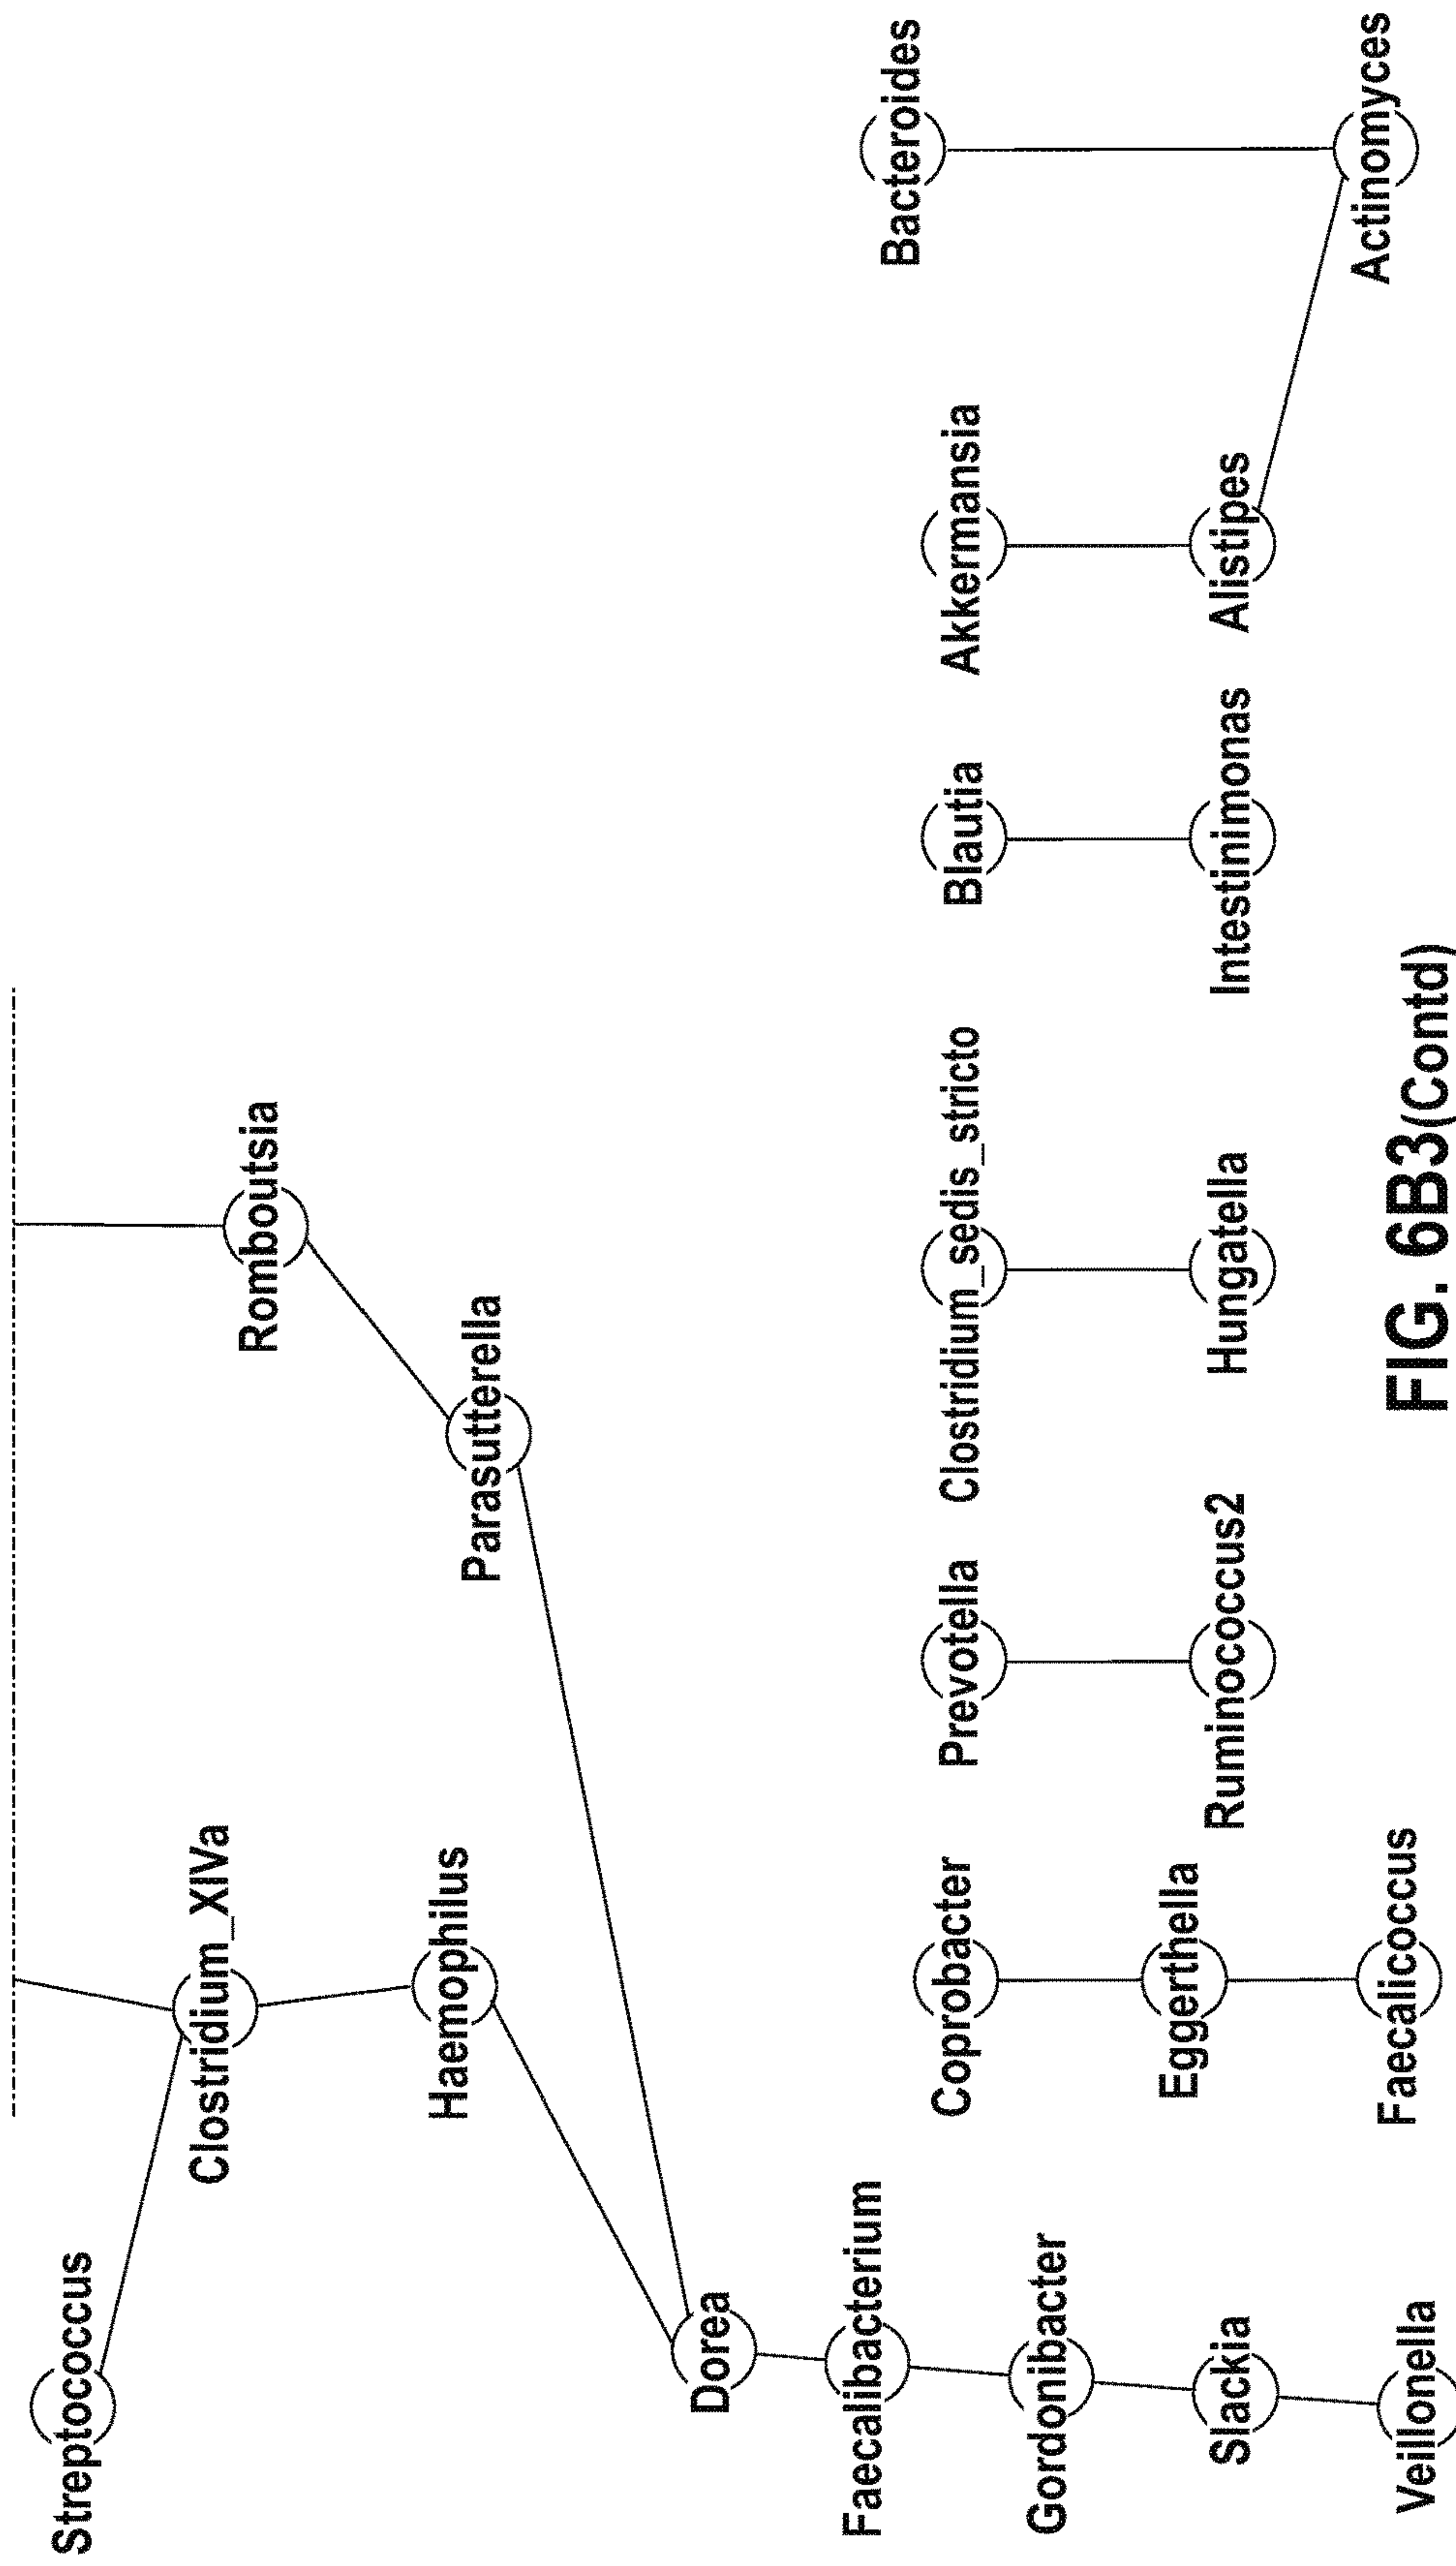 Streptococcus
Clostridium_XIVa
Romboutsia
Haemophilus
Parasutterella
Dorea
Faecalibacterium
Coprobacter
Prevotella
Clostridium_sedis_stricto
Blautia
Akkermansia
Bacteroides
Gordonibacter
Slackia
Eggerthella
Ruminococcus2
Hungatella
Intestinimonas
Alistipes
Veillonella
Faecalicoccus
Actinomyces
FIG. 6B3(Contd)